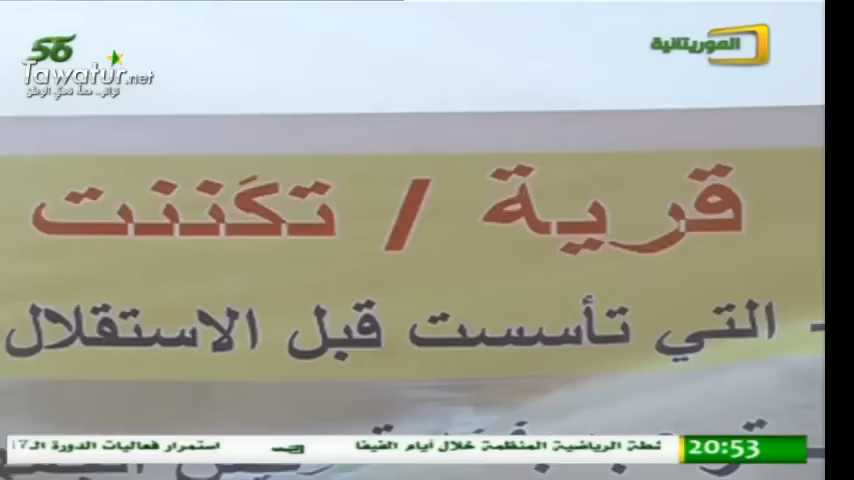 56
الموريتانية
Tawatur.net
قرية / تكَننت
- التي تأسست قبل الاستقلال
شطة الرياضية المنظمة خلال أيام الفيفا
استمرار فعاليات الدورة الـ17
20:53